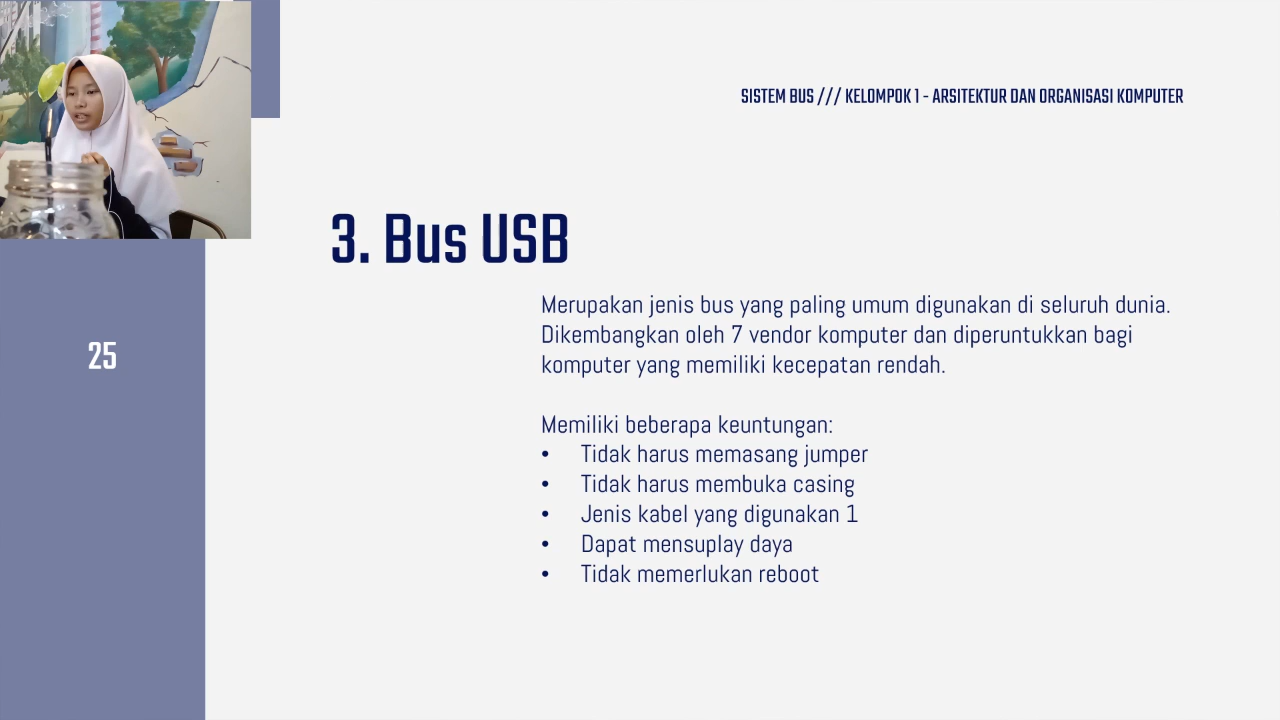 SISTEM BUS /// KELOMPOK 1 - ARSITEKTUR DAN ORGANISASI KOMPUTER
3. Bus USB
Merupakan jenis bus yang paling umum digunakan di seluruh dunia.
Dikembangkan oleh 7 vendor komputer dan diperuntukkan bagi
komputer yang memiliki kecepatan rendah.
25
Memiliki beberapa keuntungan:
• Tidak harus memasang jumper
• Tidak harus membuka casing
• Jenis kabel yang digunakan 1
• Dapat mensuplay daya
• Tidak memerlukan reboot